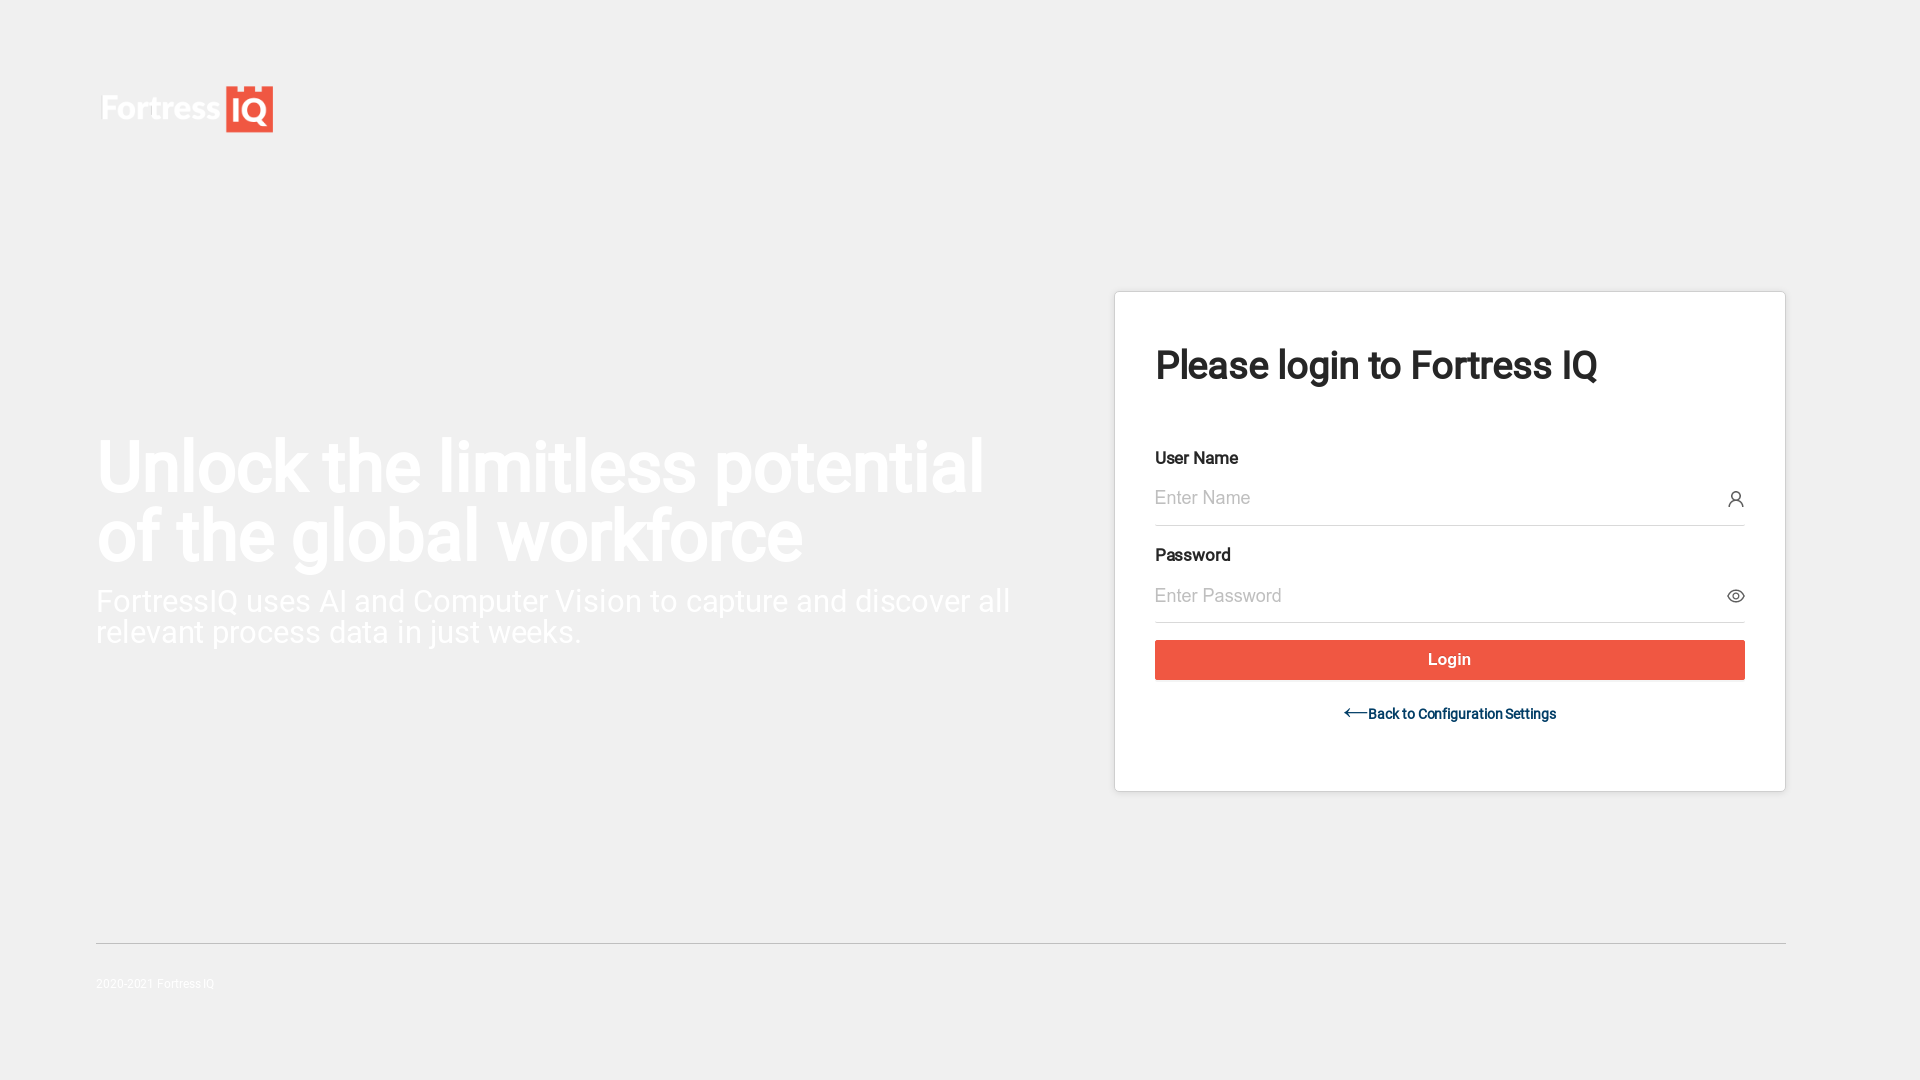 Fortress IQ
Unlock the limitless potential
of the global workforce
FortressIQ uses AI and Computer Vision to capture and discover all
relevant process data in just weeks.
Please login to Fortress IQ
User Name
Enter Name
Password
Enter Password
Login
←Back to Configuration Settings
2020-2021 Fortress IQ